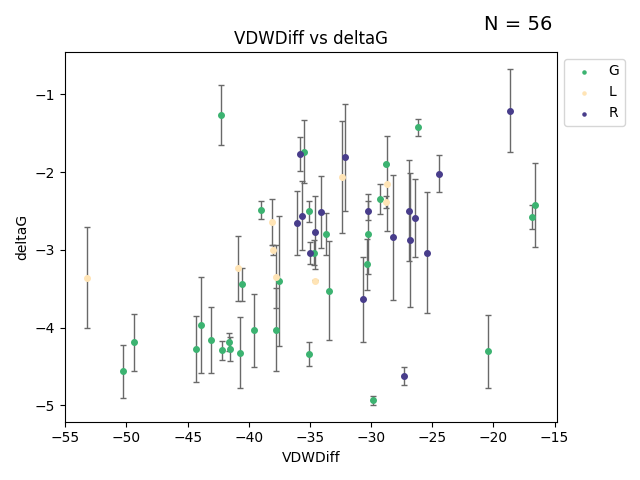 N = 56
VDWDiff vs deltaG
G
L
R
−1
−2
−3
−4
−5
deltaG
−55
−50
−45
−40
−35
−30
−25
−20
−15
VDWDiff